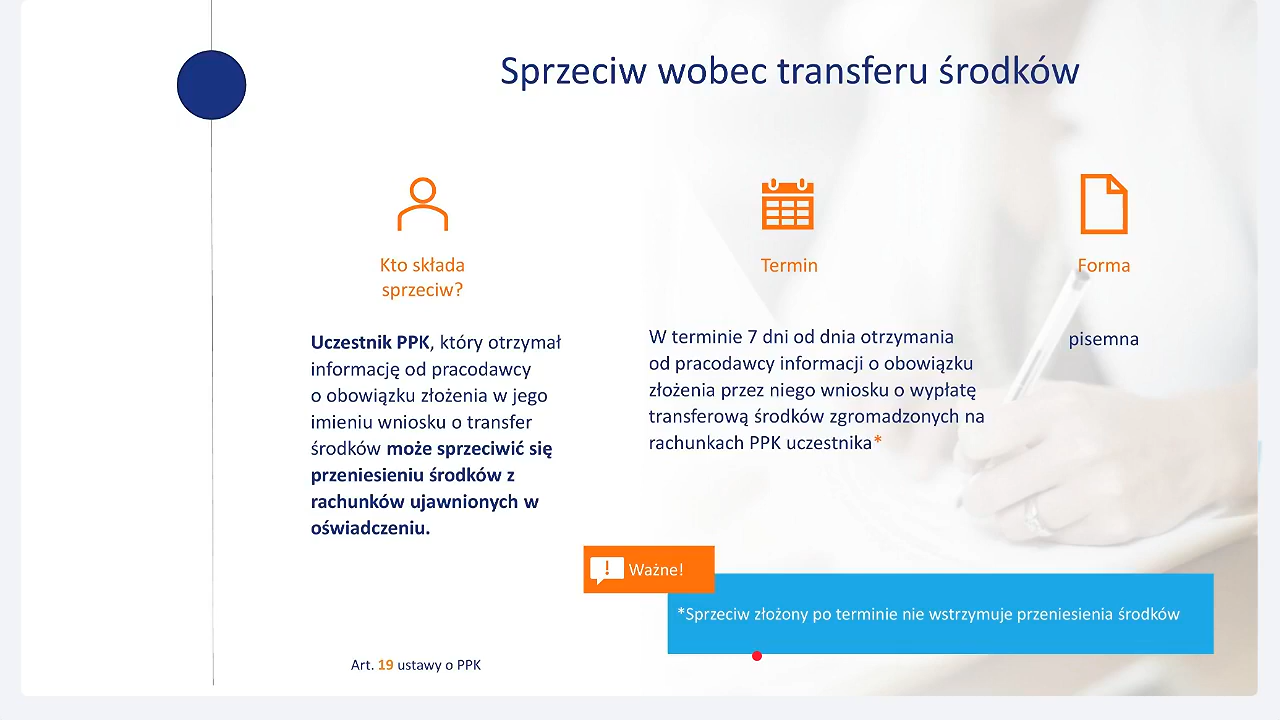 Sprzeciw wobec transferu środków
Kto składa
sprzeciw?
Uczestnik PPK, który otrzymał
informację od pracodawcy
o obowiązku złożenia w jego
imieniu wniosku o transfer
środków może sprzeciwić się
przeniesieniu środków z
rachunków ujawnionych w
oświadczeniu.
Termin
W terminie 7 dni od dnia otrzymania
od pracodawcy informacji o obowiązku
złożenia przez niego wniosku o wypłatę
transferową środków zgromadzonych na
rachunkach PPK uczestnika*
Forma
pisemna
! Ważne!
*Sprzeciw złożony po terminie nie wstrzymuje przeniesienia środków
Art. 19 ustawy o PPK